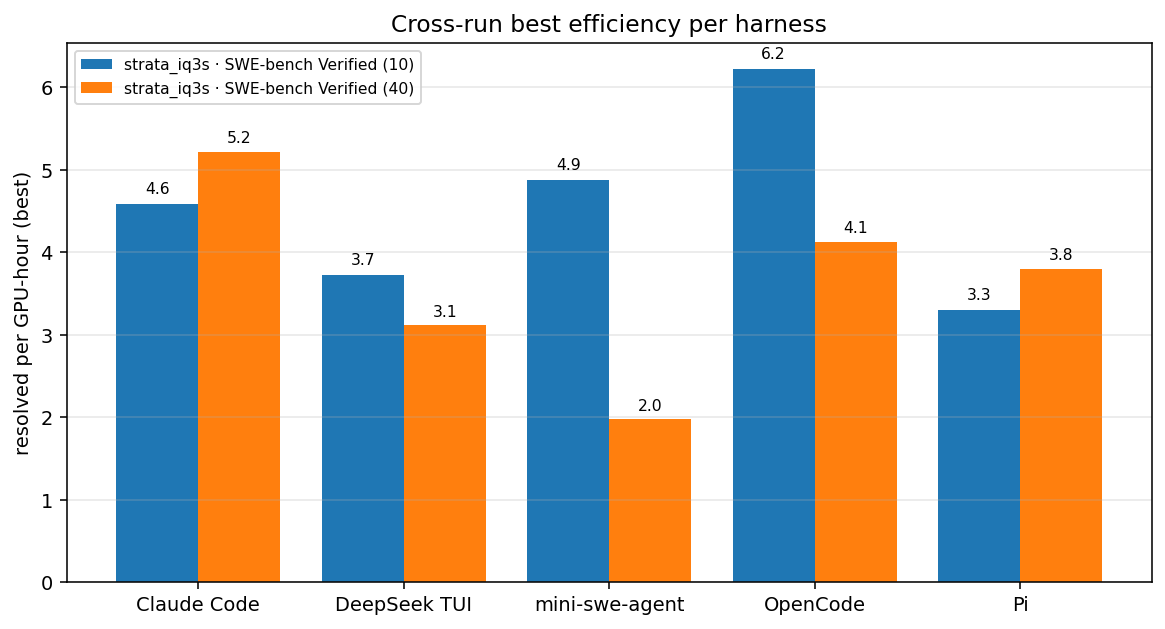 Cross-run best efficiency per harness
strata_iq3s · SWE-bench Verified (10)
strata_iq3s · SWE-bench Verified (40)
resolved per GPU-hour (best)
6
5
4
3
2
1
0
4.6
5.2
3.7
3.1
4.9
2.0
6.2
4.1
3.3
3.8
Claude Code
DeepSeek TUI
mini-swe-agent
OpenCode
Pi